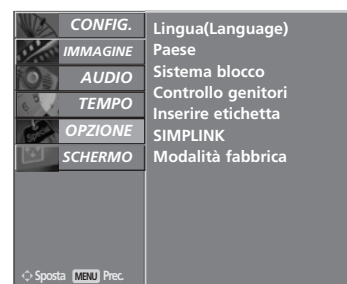 CONFIG.
IMMAGINE
AUDIO
TEMPO
OPZIONE
SCHERMO
Lingua(Language)
Paese
Sistema blocco
Controllo genitori
Inserire etichetta
SIMPLINK
Modalità fabbrica
Sposta MENU Prec.